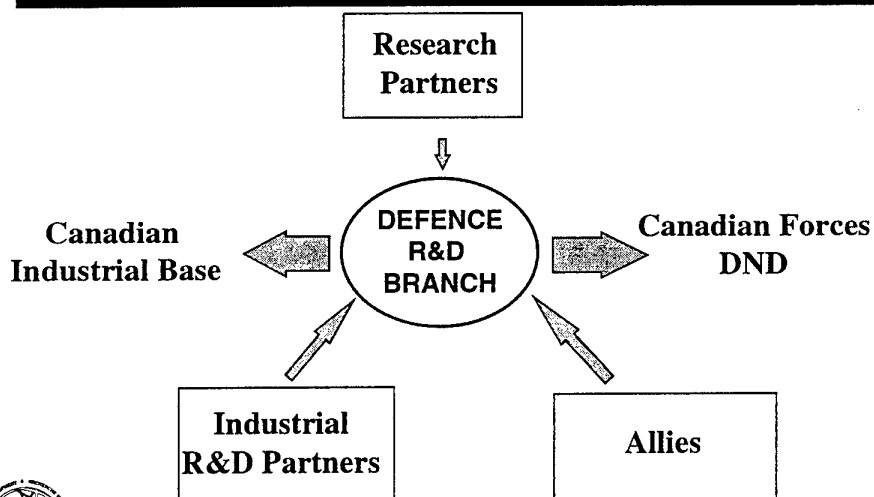 Research
Partners
DEFENCE
R&D
BRANCH
Canadian
Industrial Base
Canadian Forces
DND
Industrial
R&D Partners
Allies